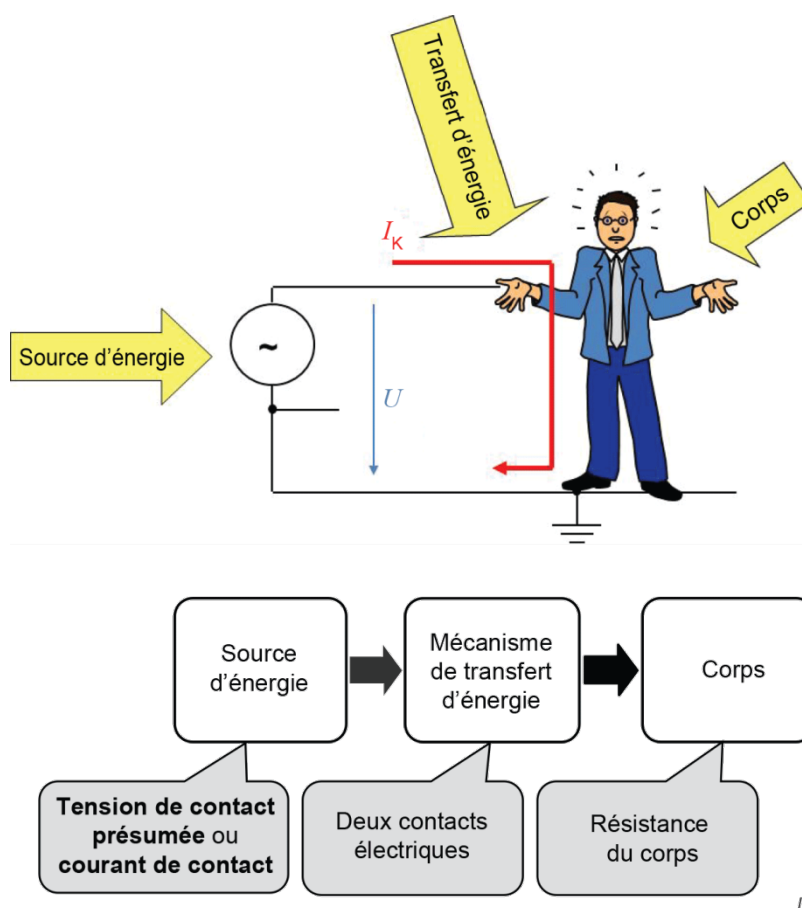 Transfert d'énergie
Corps
I_K
Source d'énergie
~
U
Source
d'énergie
Mécanisme
de transfert
d'énergie
Corps
Tension de contact
présumée ou
courant de contact
Deux contacts
électriques
Résistance
du corps